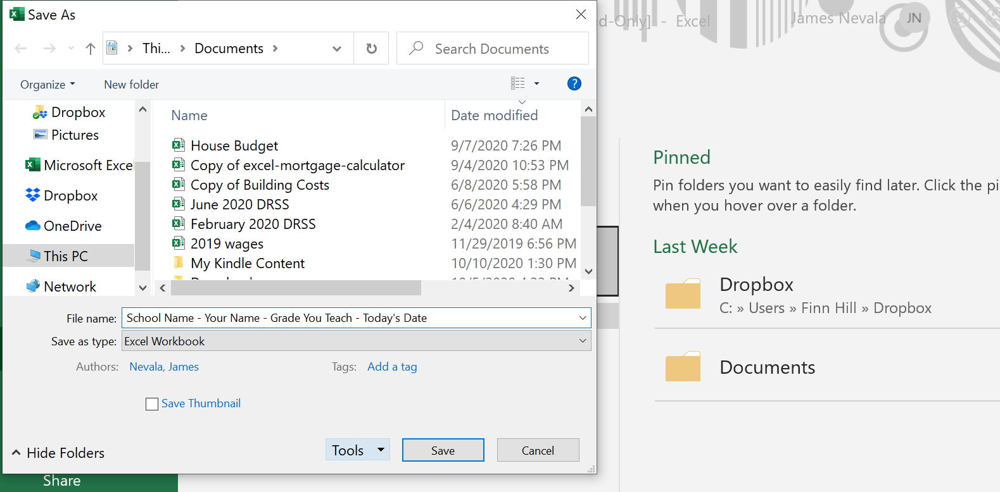 Save As
d-Only] - Excel
James Nevala
JN
Thi...
Documents
Search Documents
Organize
New folder
?
Dropbox
Pictures
Microsoft Excel
Dropbox
OneDrive
This PC
Network
Name Date modified
House Budget 9/7/2020 7:26 PM
Copy of excel-mortgage-calculator 9/4/2020 10:53 PM
Copy of Building Costs 6/8/2020 5:58 PM
June 2020 DRSS 6/6/2020 4:29 PM
February 2020 DRSS 2/4/2020 8:40 AM
2019 wages 11/29/2019 6:56 PM
My Kindle Content 10/10/2020 1:30 PM
File name: School Name - Your Name - Grade You Teach - Today's Date
Save as type: Excel Workbook
Authors: Nevala, James Tags: Add a tag
Save Thumbnail
Hide Folders
Tools
Save
Cancel
Share
Pinned
Pin folders you want to easily find later. Click the pi
when you hover over a folder.
Last Week
Dropbox
C: » Users » Finn Hill » Dropbox
Documents